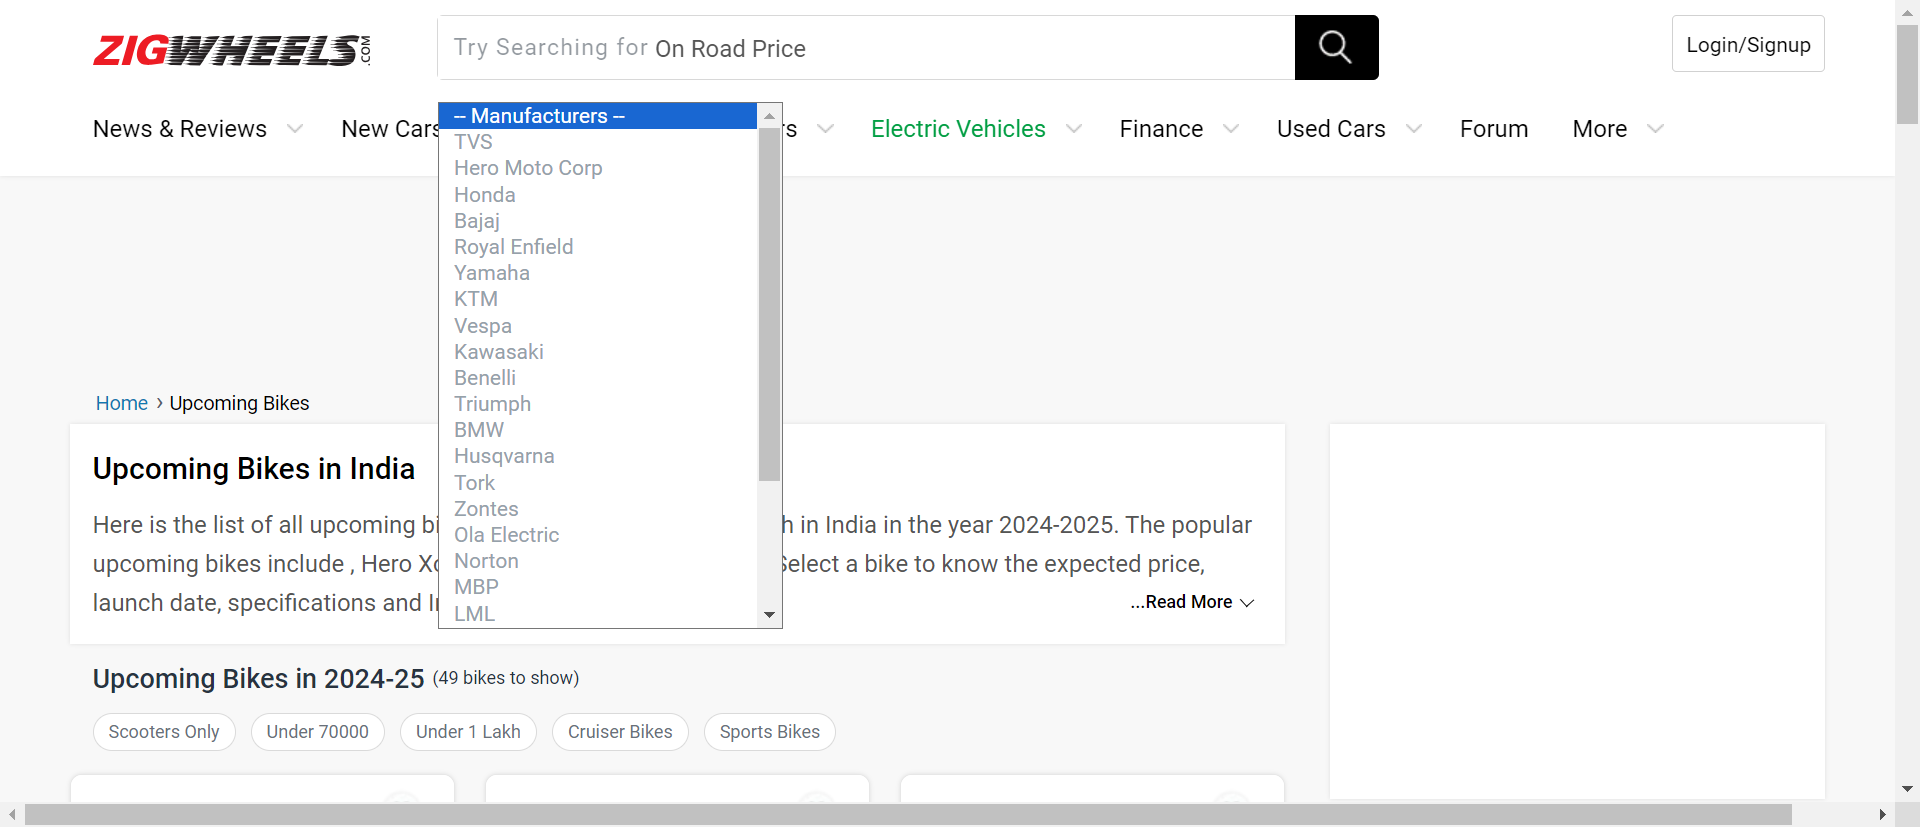 ZIGWHEELS.COM
Try Searching for On Road Price
Login/Signup
News & Reviews
New Cars
rs
Electric Vehicles
Finance
Used Cars
Forum
More
-- Manufacturers --
TVS
Hero Moto Corp
Honda
Bajaj
Royal Enfield
Yamaha
KTM
Vespa
Kawasaki
Benelli
Triumph
BMW
Husqvarna
Tork
Zontes
Ola Electric
Norton
MBP
LML
Home › Upcoming Bikes
Upcoming Bikes in India
Here is the list of all upcoming bi h in India in the year 2024-2025. The popular
upcoming bikes include , Hero Xo Select a bike to know the expected price,
launch date, specifications and I ...Read More
Upcoming Bikes in 2024-25 (49 bikes to show)
Scooters Only
Under 70000
Under 1 Lakh
Cruiser Bikes
Sports Bikes